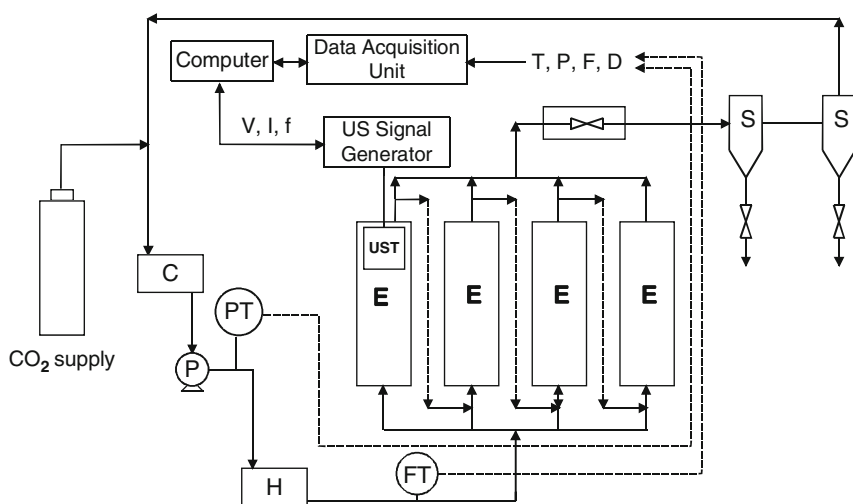 Computer
Data Acquisition
Unit
T, P, F, D
V, I, f
US Signal
Generator
S
S
UST
E
E
E
E
C
PT
P
CO2 supply
H
FT